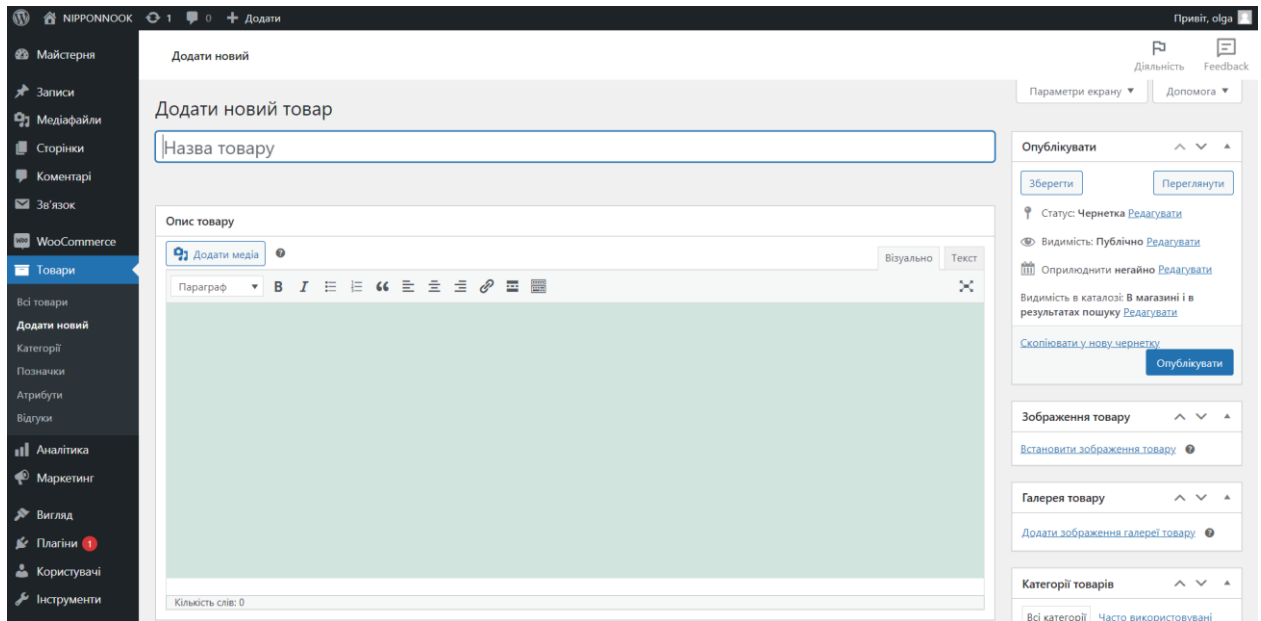 NIPPONNOOK 1 0 Додати Привіт, olga
Майстерня
Записи
Медіафайли
Сторінки
Коментарі
Зв'язок
WooCommerce
Товари
Всі товари
Додати новий
Категорії
Позначки
Атрибути
Відгуки
Аналітика
Маркетинг
Вигляд
Плагіни 1
Користувачі
Інструменти
Додати новий
Діяльність Feedback
Параметри екрану ▼ Допомога ▼
Додати новий товар
Назва товару
Опис товару
Додати медіа
Візуально Текст
Параграф B I
Кількість слів: 0
Опублікувати
Зберегти Переглянути
Статус: Чернетка Редагувати
Видимість: Публічно Редагувати
Оприлюднити негайно Редагувати
Видимість в каталозі: В магазині і в
результатах пошуку Редагувати
Скопіювати у нову чернетку
Опублікувати
Зображення товару
Встановити зображення товару
Галерея товару
Додати зображення галереї товару
Категорії товарів
Всі категорії Часто використовувані